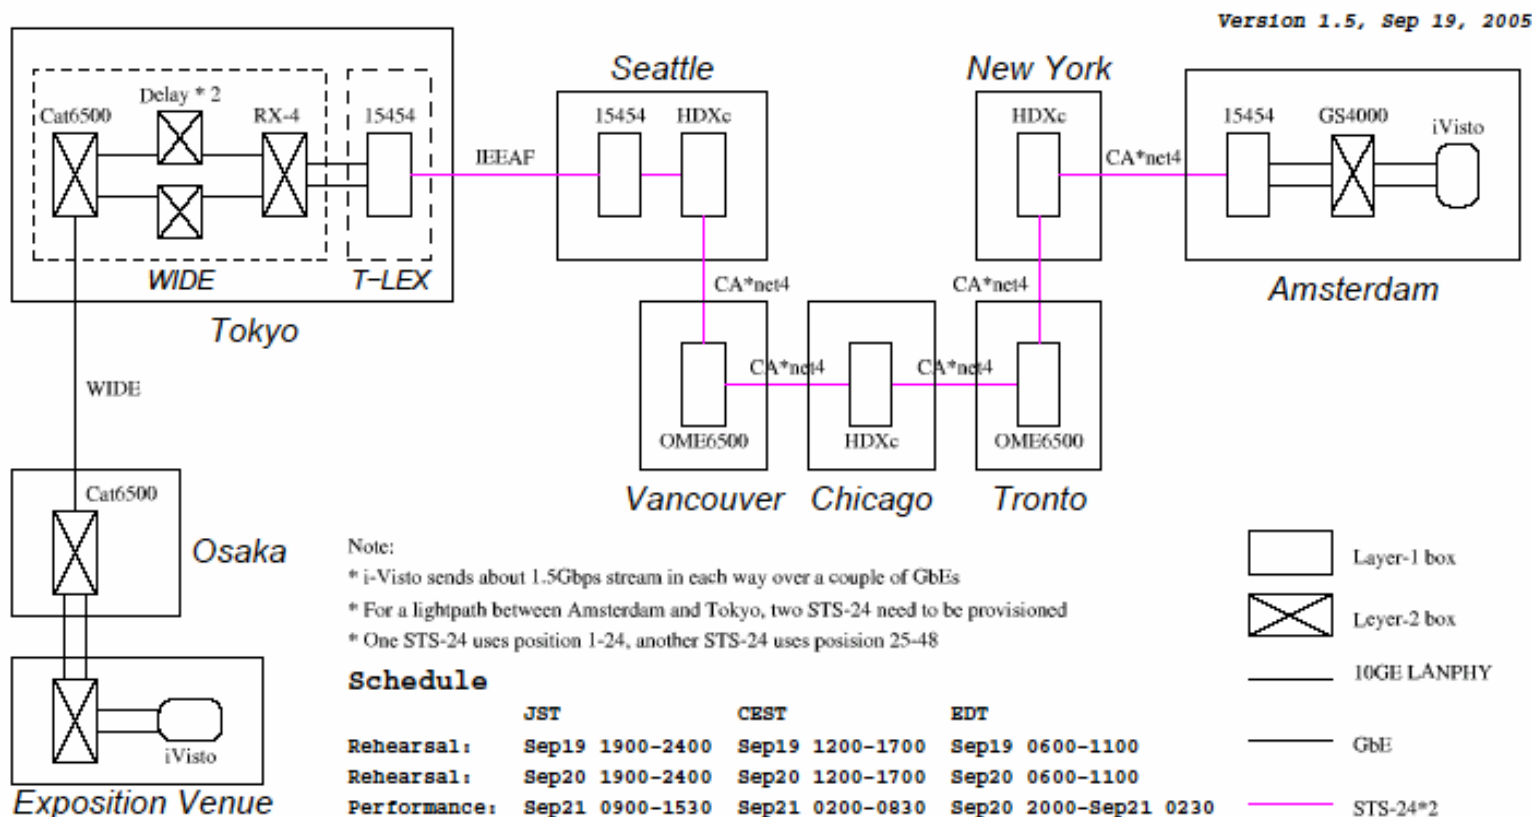 Version 1.5, Sep 19, 2005
Seattle
New York
Cat6500
Delay * 2
RX-4
15454
15454
HDXc
HDXc
15454
GS4000
iVisto
IEEAF
CA*net4
WIDE
T-LEX
Tokyo
CA*net4
CA*net4
Amsterdam
CA*net4
CA*net4
WIDE
OME6500
HDXc
OME6500
Vancouver
Chicago
Tronto
Cat6500
Osaka
Note:
* i-Visto sends about 1.5Gbps stream in each way over a couple of GbEs
* For a lightpath between Amsterdam and Tokyo, two STS-24 need to be provisioned
* One STS-24 uses position 1-24, another STS-24 uses posision 25-48
Layer-1 box
Leyer-2 box
10GE LANPHY
GbE
STS-24*2
iVisto
Exposition Venue
Schedule
JST CEST EDT
Rehearsal: Sep19 1900-2400 Sep19 1200-1700 Sep19 0600-1100
Rehearsal: Sep20 1900-2400 Sep20 1200-1700 Sep20 0600-1100
Performance: Sep21 0900-1530 Sep21 0200-0830 Sep20 2000-Sep21 0230